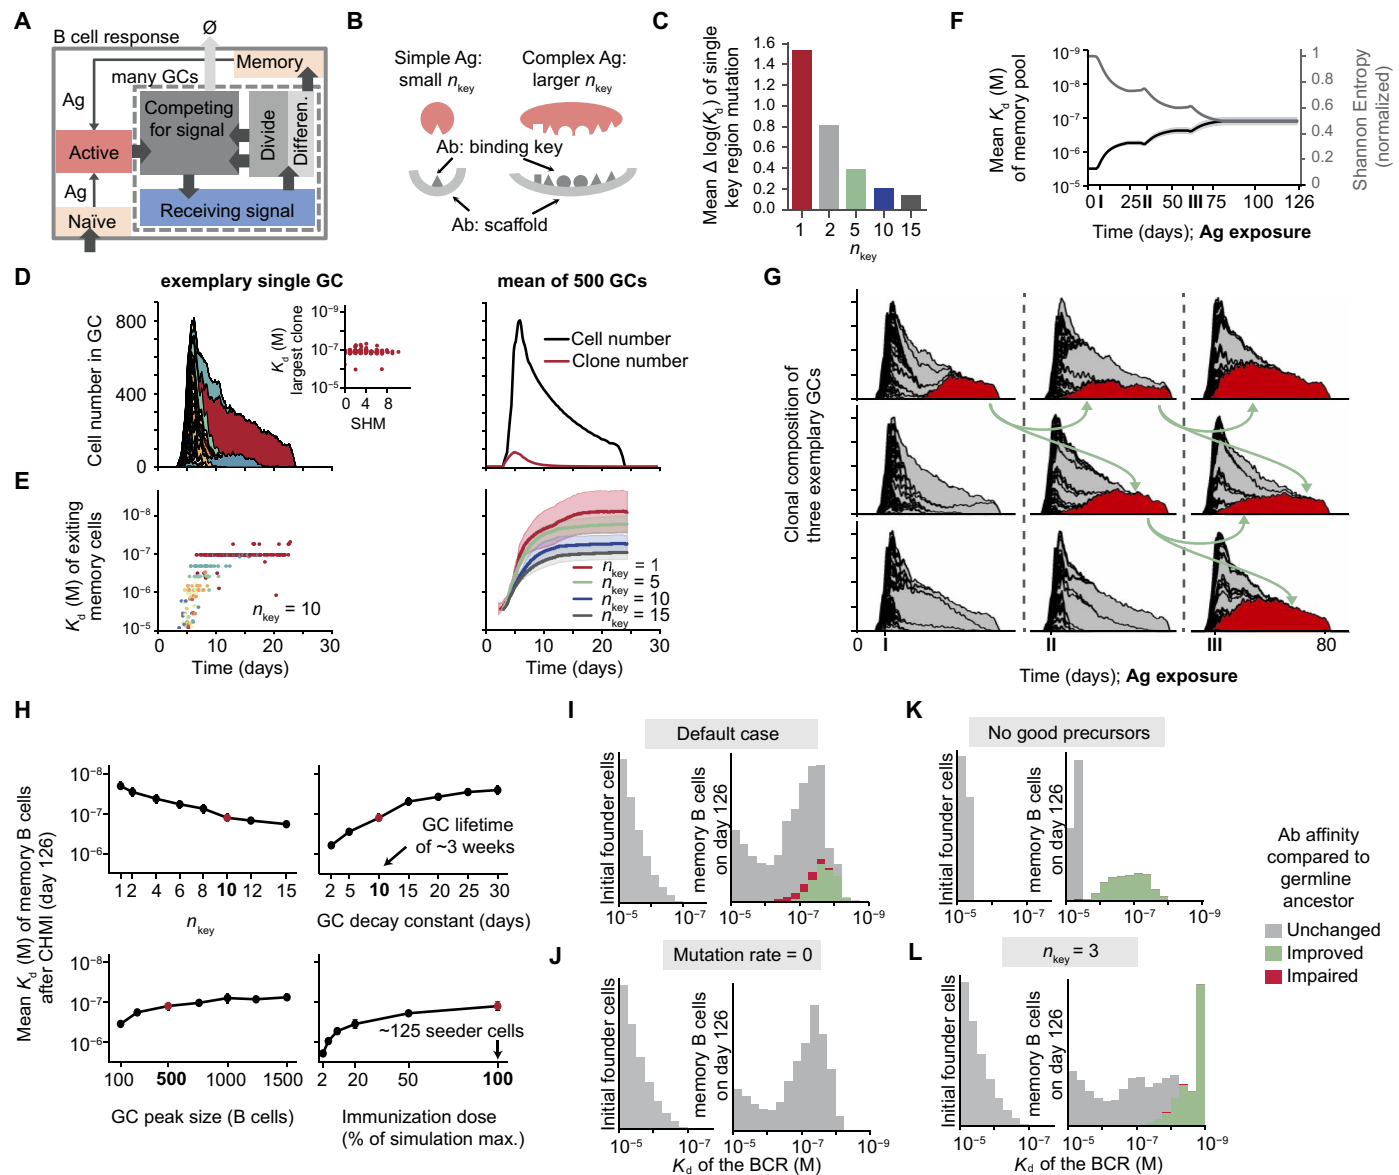 A
B cell response
Ø
Memory
many GCs
Ag
Competing
for signal
Divide
Differen.
Active
Ag
Receiving signal
Naïve
B
Simple Ag:
small nkey
Complex Ag:
larger nkey
Ab: binding key
Ab: scaffold
C
Mean Δ log(Kd) of single
key region mutation
1.6
1.4
1.2
1.0
0.8
0.6
0.4
0.2
0.0
1 2 5 10 15
nkey
F
Mean Kd (M)
of memory pool
10−9
10−7
10−6
10−5
1
0
0
0
0
0
Shannon Entropy
(normalized)
0 I 25 II 50 III 75 100 126
Time (days); Ag exposure
D
exemplary single GC
mean of 500 GCs
Cell number in GC
800
400
0
Kd (M)
largest clone
10−9
10−7
10−5
0 4 8
SHM
Cell number
Clone number
E
Kd (M) of exiting
memory cells
10−8
10−7
10−6
10−5
nkey = 10
0 10 20 30
Time (days)
nkey = 1
nkey = 5
nkey = 10
nkey = 15
0 10 20 30
Time (days)
G
Clonal composition of
three exemplary GCs
0 I II III 80
Time (days); Ag exposure
H
Mean Kd (M) of memory B cells
after CHMI (day 126)
10−8
10−7
10−6
1 2 4 6 8 10 12 15
nkey
GC lifetime
of ~3 weeks
2 5 10 15 20 25 30
GC decay constant (days)
10−8
10−7
10−6
100 500 1000 1500
GC peak size (B cells)
~125 seeder cells
2 20 50 100
Immunization dose
(% of simulation max.)
I
Default case
Initial founder cells
memory B cells
on day 126
10−5 10−7
10−5 10−7 10−9
J
Mutation rate = 0
Initial founder cells
memory B cells
on day 126
10−5 10−7
10−5 10−7 10−9
K
No good precursors
Initial founder cells
memory B cells
on day 126
10−5 10−7
10−5 10−7 10−9
L
nkey = 3
Initial founder cells
memory B cells
on day 126
10−5 10−7
10−5 10−7 10−9
Kd of the BCR (M)
Ab affinity
compared to
germline
ancestor
Unchanged
Improved
Impaired